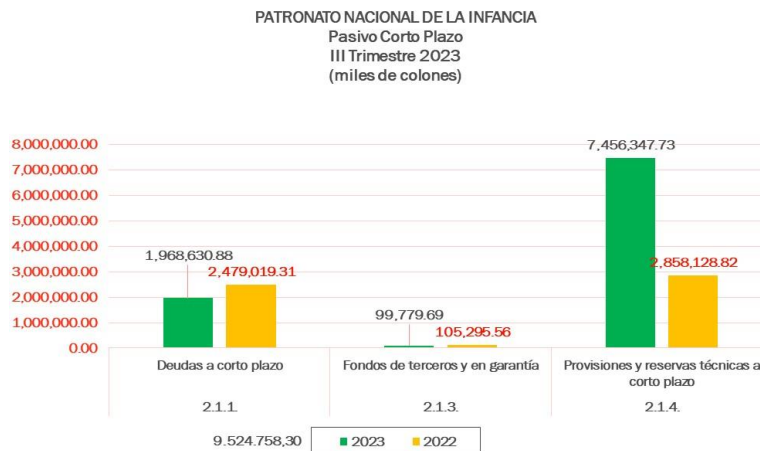 PATRONATO NACIONAL DE LA INFANCIA
Pasivo Corto Plazo
III Trimestre 2023
(miles de colones)
8,000,000.00
7,000,000.00
6,000,000.00
5,000,000.00
4,000,000.00
3,000,000.00
2,000,000.00
1,000,000.00
0.00
1,968,630.88
2,479,019.31
99,779.69
105,295.56
7,456,347.73
2,858,128.82
Deudas a corto plazo
Fondos de terceros y en garantía
Provisiones y reservas técnicas a
corto plazo
2.1.1.
2.1.3.
2.1.4.
9.524.758,30
2023
2022